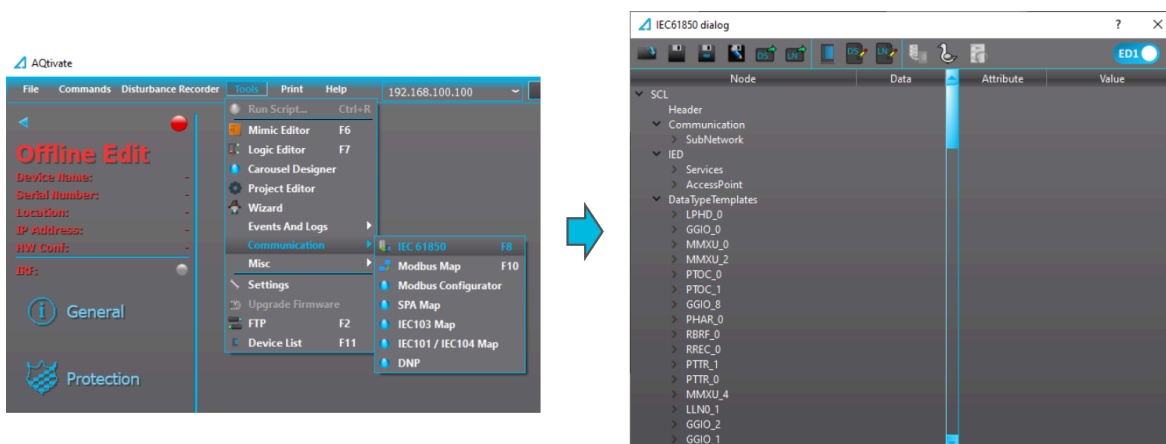 AQtivate
File Commands Disturbance Recorder Tools Print Help 192.168.100.100
Offline Edit
Device Name: -
Serial Number: -
Location: -
IP Address: -
HW Conf: -
IRF:
General
Protection
Run Script... Ctrl+R
Mimic Editor F6
Logic Editor F7
Carousel Designer
Project Editor
Wizard
Events And Logs
Communication
Misc
Settings
Upgrade Firmware
FTP F2
Device List F11
IEC 61850 F8
Modbus Map F10
Modbus Configurator
SPA Map
IEC103 Map
IEC101 / IEC104 Map
DNP
IEC61850 dialog ?
DS LN DS LN ED1
Node Data Attribute Value
SCL
Header
Communication
SubNetwork
IED
Services
AccessPoint
DataTypeTemplates
LPHD_0
GGIO_0
MMXU_0
MMXU_2
PTOC_0
PTOC_1
GGIO_8
PHAR_0
RBRF_0
RREC_0
PTTR_1
PTTR_0
MMXU_4
LLN0_1
GGIO_2
GGIO_1